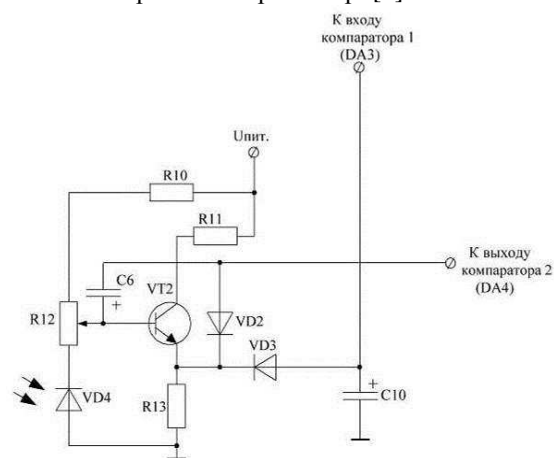 К входу
компаратора 1
(DA3)
Uпит.
R10
R11
К выходу
компаратора 2
(DA4)
C6
+
VT2
R12
VD2
VD3
VD4
R13
+
C10